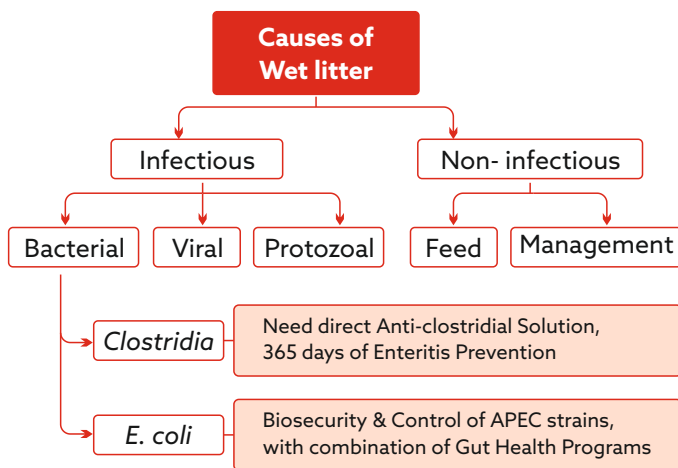 Causes of
Wet litter
Infectious
Non- infectious
Bacterial
Viral
Protozoal
Feed
Management
Clostridia
Need direct Anti-clostridial Solution,
365 days of Enteritis Prevention
E. coli
Biosecurity & Control of APEC strains,
with combination of Gut Health Programs